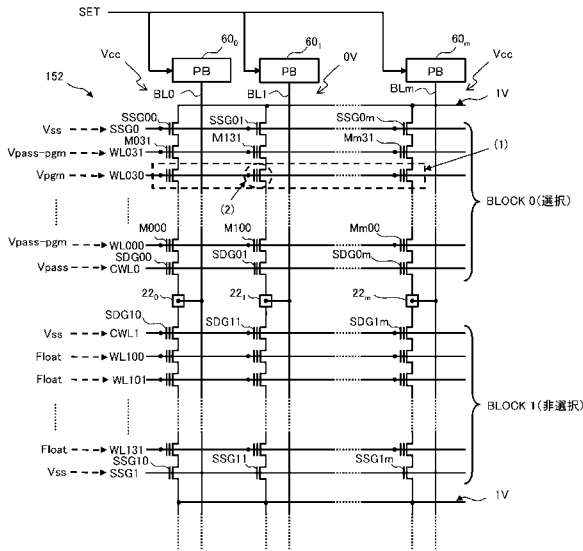 SET
60₀ 60₁ 60ₘ
PB PB PB
Vcc 0V Vcc
152
BL0 BL1 BLm
1V
SSG00 SSG01 SSG0m
Vss SSG0
M031 M131 Mm31
Vpass-pgm WL031
(1)
Vpgm WL030
(2)
BLOCK 0(選択)
M000 M100 Mm00
Vpass-pgm WL000
SDG00 SDG01 SDG0m
Vpass CWL0
22₀ 22₁ 22ₘ
SDG10 SDG11 SDG1m
Vss CWL1
Float WL100
Float WL101
BLOCK 1(非選択)
Float WL131
SSG10 SSG11 SSG1m
Vss SSG1
1V